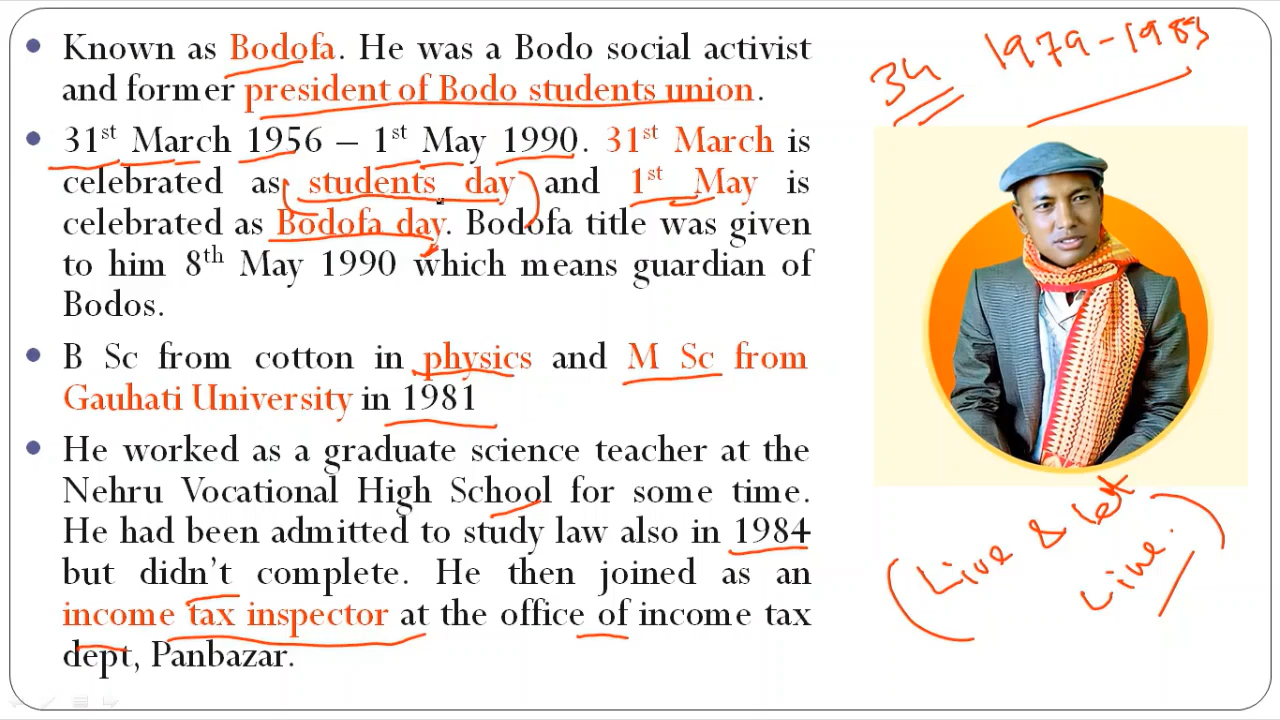 Known as Bodofa. He was a Bodo social activist
and former president of Bodo students union.
31st March 1956 – 1st May 1990. 31st March is
celebrated as students day and 1st May is
celebrated as Bodofa day. Bodofa title was given
to him 8th May 1990 which means guardian of
Bodos.
B Sc from cotton in physics and M Sc from
Gauhati University in 1981
He worked as a graduate science teacher at the
Nehru Vocational High School for some time.
He had been admitted to study law also in 1984
but didn't complete. He then joined as an
income tax inspector at the office of income tax
dept, Panbazar.
34
1979-1983
Live & let
Live.